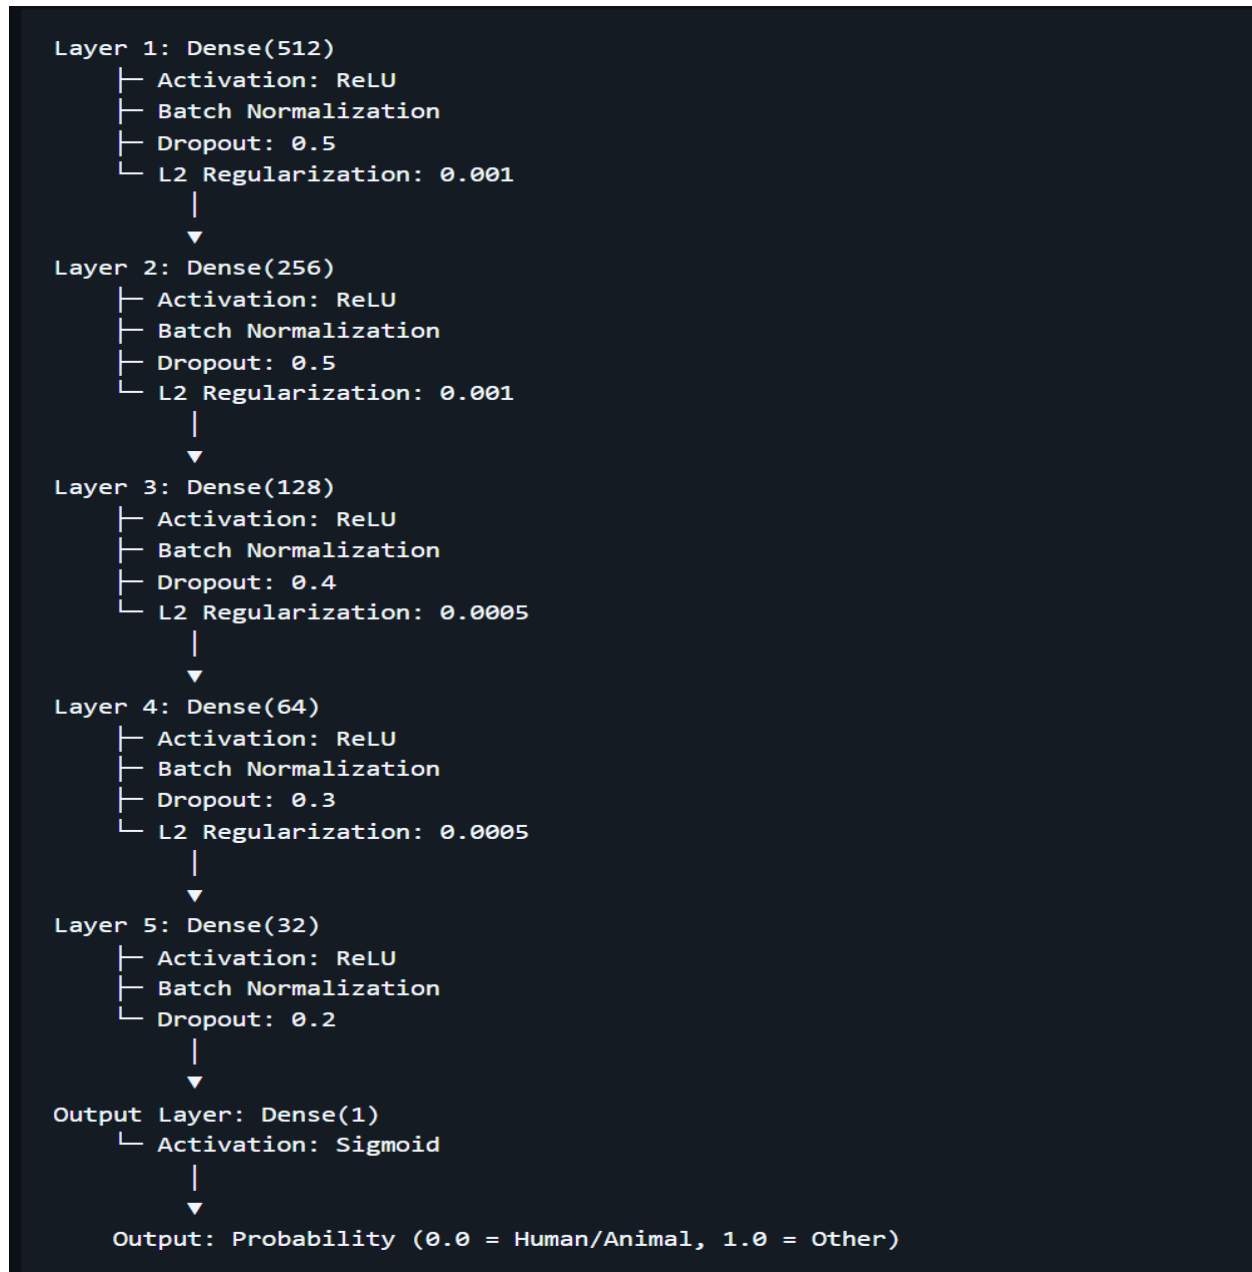 Layer 1: Dense(512)
├─ Activation: ReLU
├─ Batch Normalization
├─ Dropout: 0.5
└─ L2 Regularization: 0.001
│
▼
Layer 2: Dense(256)
├─ Activation: ReLU
├─ Batch Normalization
├─ Dropout: 0.5
└─ L2 Regularization: 0.001
│
▼
Layer 3: Dense(128)
├─ Activation: ReLU
├─ Batch Normalization
├─ Dropout: 0.4
└─ L2 Regularization: 0.0005
│
▼
Layer 4: Dense(64)
├─ Activation: ReLU
├─ Batch Normalization
├─ Dropout: 0.3
└─ L2 Regularization: 0.0005
│
▼
Layer 5: Dense(32)
├─ Activation: ReLU
├─ Batch Normalization
└─ Dropout: 0.2
│
▼
Output Layer: Dense(1)
└─ Activation: Sigmoid
│
▼
Output: Probability (0.0 = Human/Animal, 1.0 = Other)